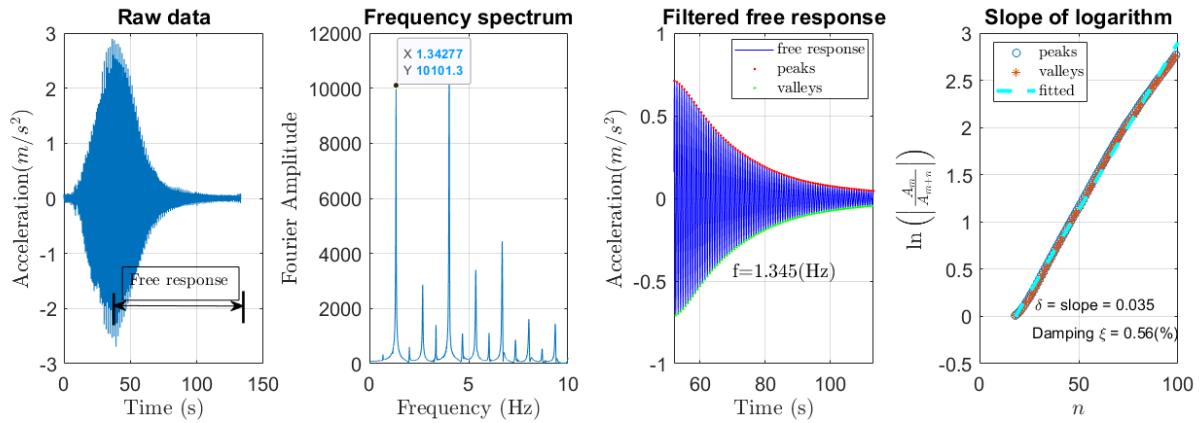 Raw data
Acceleration(m/s²)
3
2
1
0
-1
-2
-3
Free response
0
50
100
150
Time (s)
Frequency spectrum
Fourier Amplitude
12000
10000
8000
6000
4000
2000
0
X 1.34277
Y 10101.3
0
5
10
Frequency (Hz)
Filtered free response
Acceleration(m/s²)
1
0.5
0
-0.5
-1
free response
peaks
valleys
f=1.345(Hz)
60
80
100
Time (s)
Slope of logarithm
ln(|A_m/A_{m+n}|)
3
2.5
2
1.5
1
0.5
0
-0.5
peaks
valleys
fitted
δ = slope = 0.035
Damping ξ = 0.56(%)
0
50
100
n